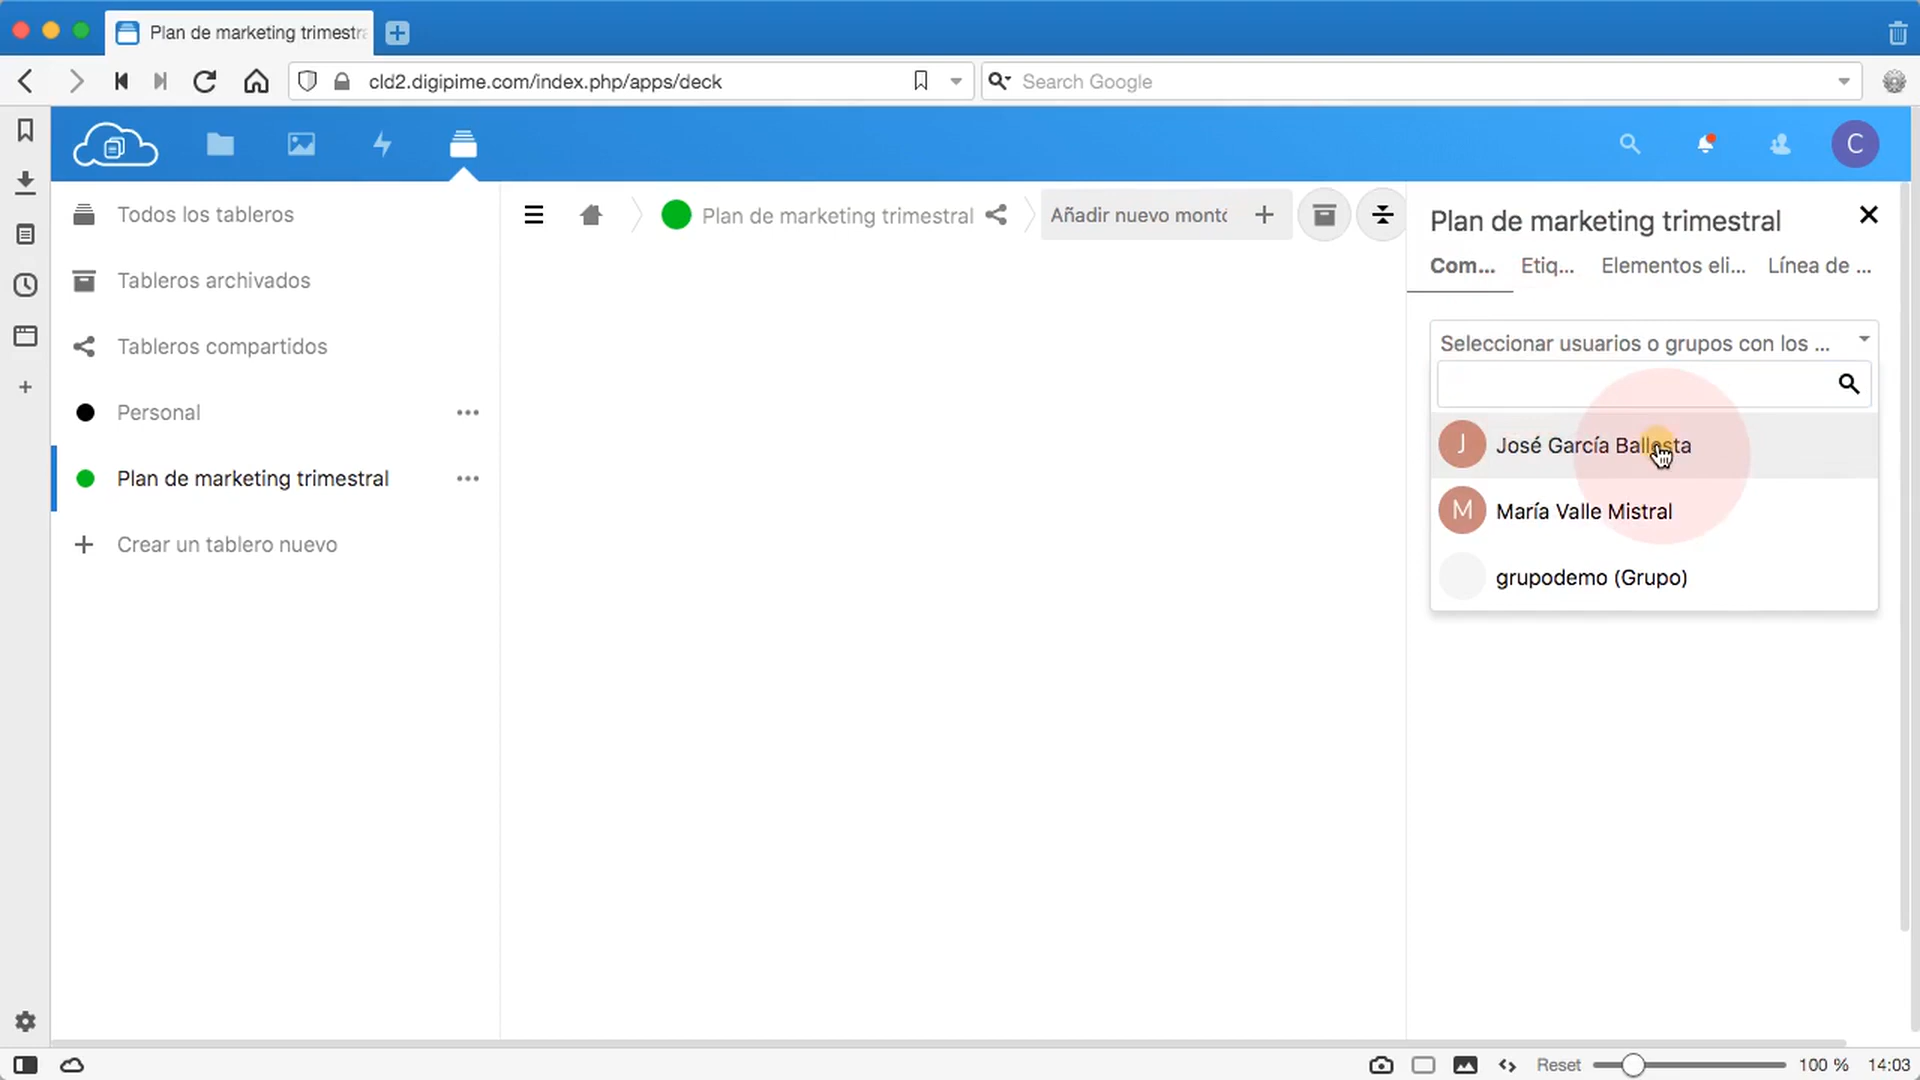 Plan de marketing trimestr
cld2.digipime.com/index.php/apps/deck
Search Google
C
Todos los tableros
Tableros archivados
Tableros compartidos
Personal
Plan de marketing trimestral
Crear un tablero nuevo
Plan de marketing trimestral
Añadir nuevo montó
Plan de marketing trimestral
Com... Etiq... Elementos eli... Línea de ...
Seleccionar usuarios o grupos con los ...
J José García Ballesta
M María Valle Mistral
grupodemo (Grupo)
Reset 100 % 14:03